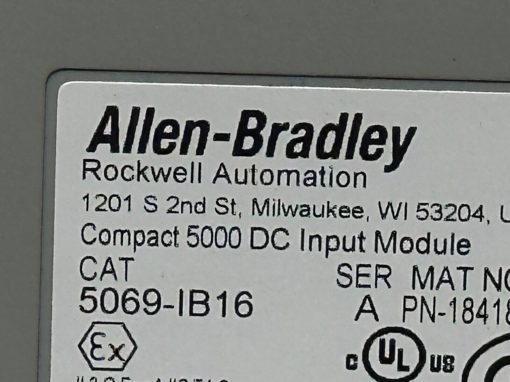 Allen-Bradley
Rockwell Automation
1201 S 2nd St, Milwaukee, WI 53204,
Compact 5000 DC Input Module
CAT SER MAT
5069-IB16 A PN-18418
Ex
c UL US